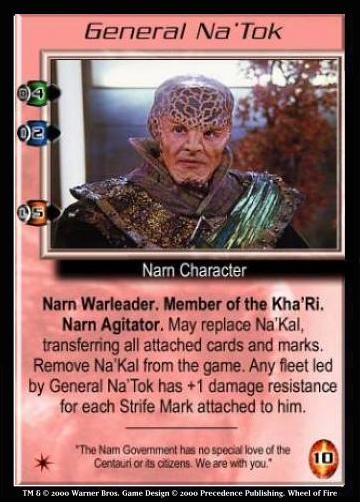 General Na'Tok
4
2
5
Narn Character
Narn Warleader. Member of the Kha'Ri.
Narn Agitator. May replace Na'Kal,
transferring all attached cards and marks.
Remove Na'Kal from the game. Any fleet led
by General Na'Tok has +1 damage resistance
for each Strife Mark attached to him.
"The Narn Government has no special love of the
Centauri or its citizens. We are with you."
10
TM & © 2000 Warner Bros. Game Design © 2000 Precedence Publishing. Wheel of Fire